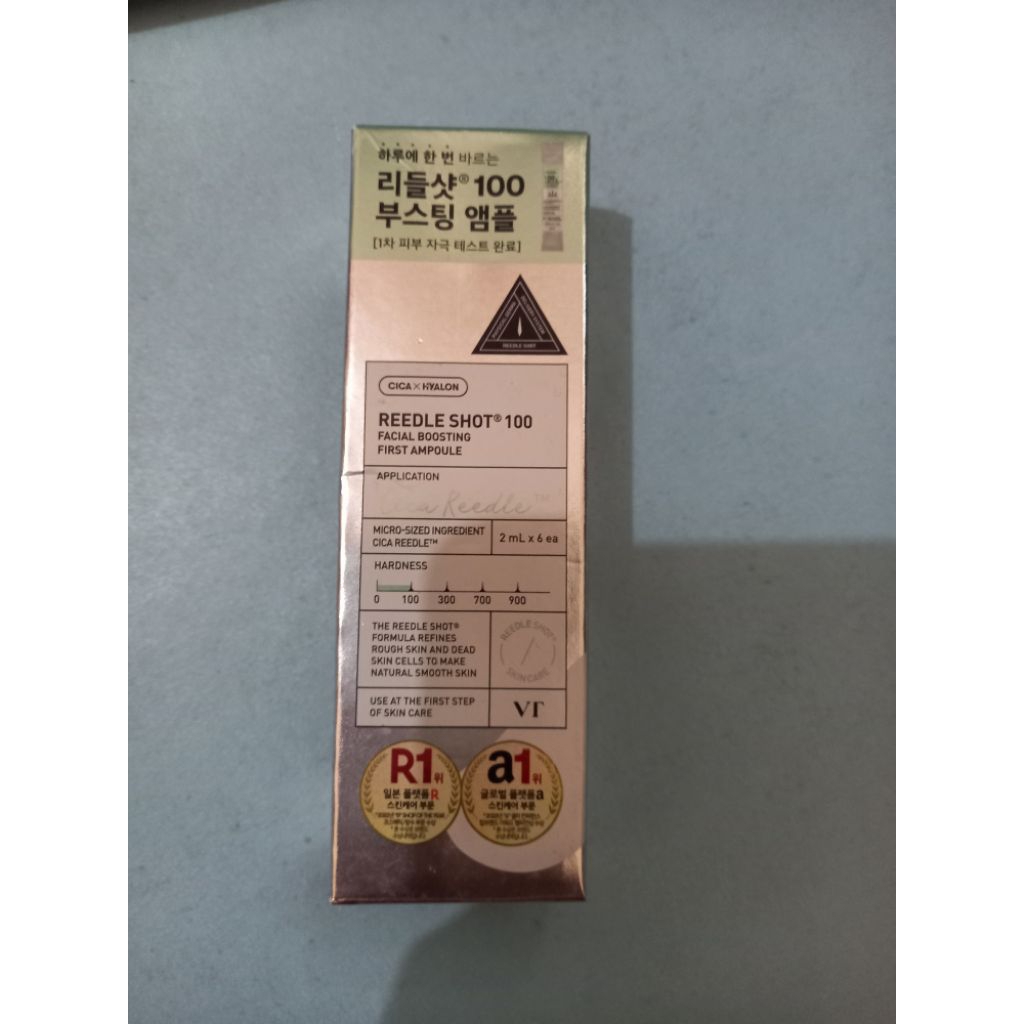 하루에 한 번 바르는
리들샷® 100
부스팅 앰플
[1차 피부 자극 테스트 완료]
REEDLE SHOT
CICA × HYALON
REEDLE SHOT® 100
FACIAL BOOSTING
FIRST AMPOULE
APPLICATION
Cica Reedle™
MICRO-SIZED INGREDIENT
CICA REEDLE™
2 mL x 6 ea
HARDNESS
0 100 300 700 900
THE REEDLE SHOT®
FORMULA REFINES
ROUGH SKIN AND DEAD
SKIN CELLS TO MAKE
NATURAL SMOOTH SKIN
REEDLE SHOT®
SKINCARE
USE AT THE FIRST STEP
OF SKIN CARE
VT
R1위
일본 플랫폼R
스킨케어 부문
a1위
글로벌 플랫폼a
스킨케어 부문